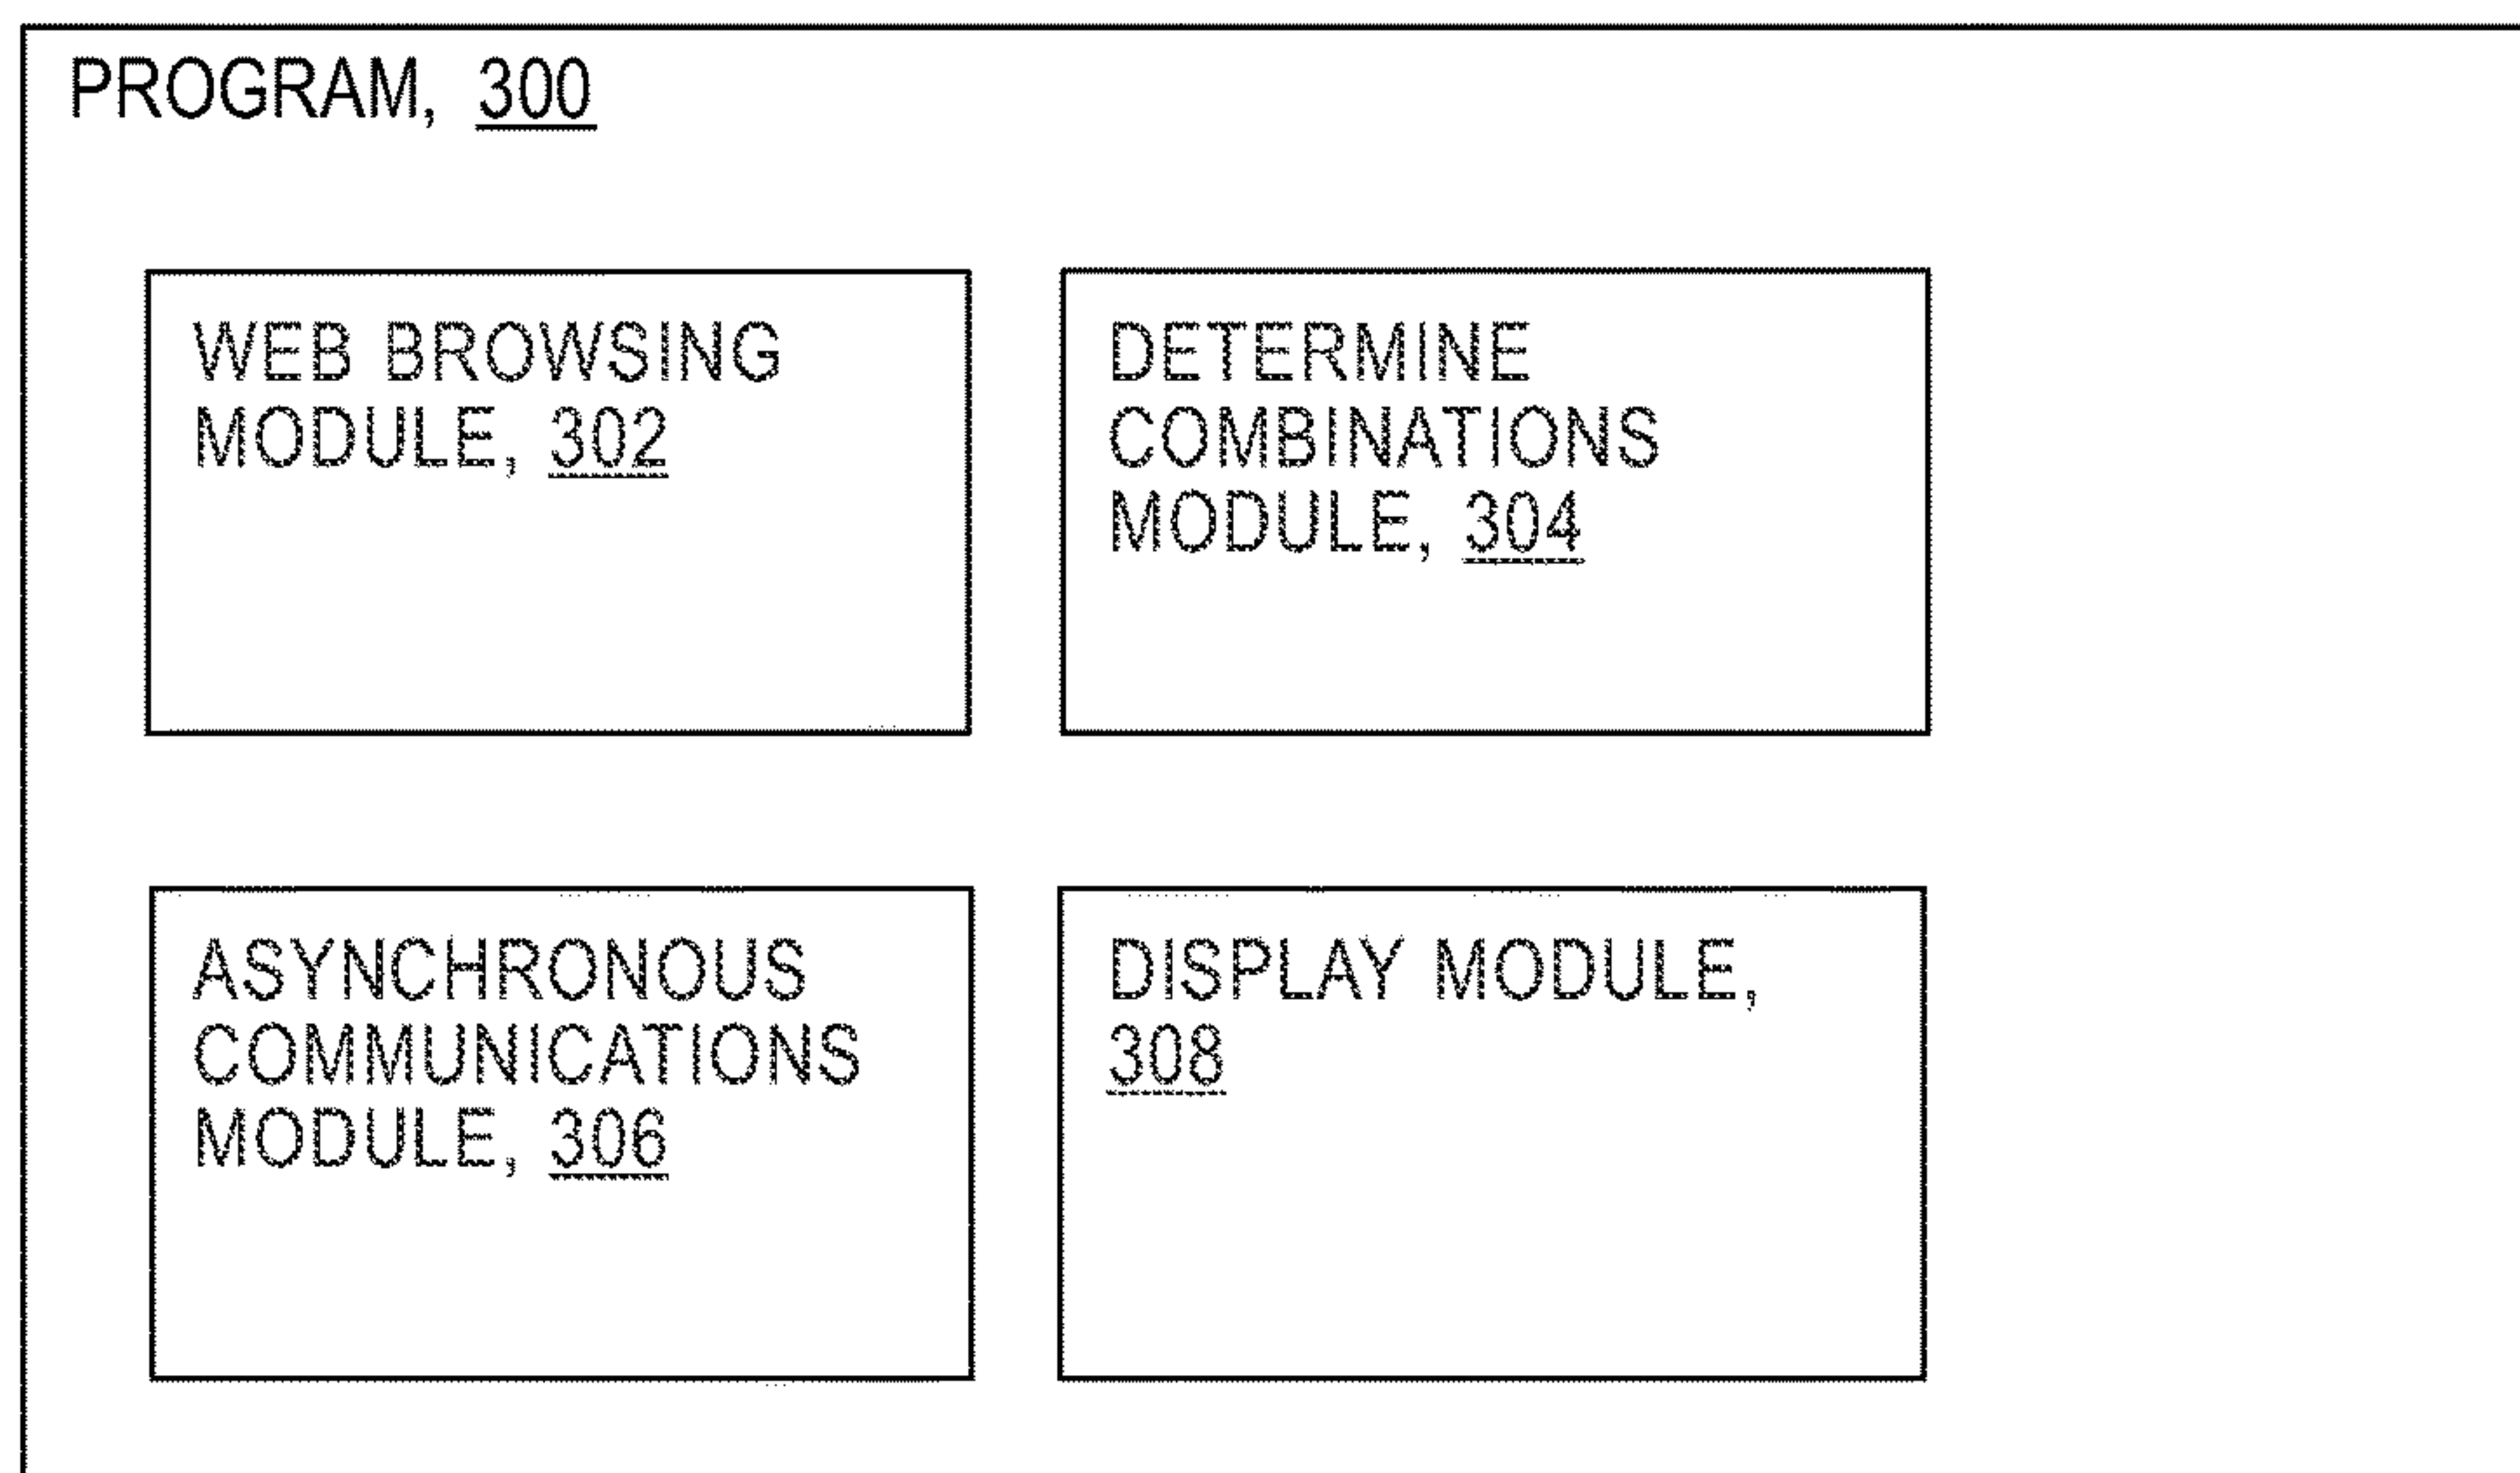 PROGRAM, 300
WEB BROWSING
MODULE, 302
DETERMINE
COMBINATIONS
MODULE, 304
ASYNCHRONOUS
COMMUNICATIONS
MODULE, 306
DISPLAY MODULE,
308